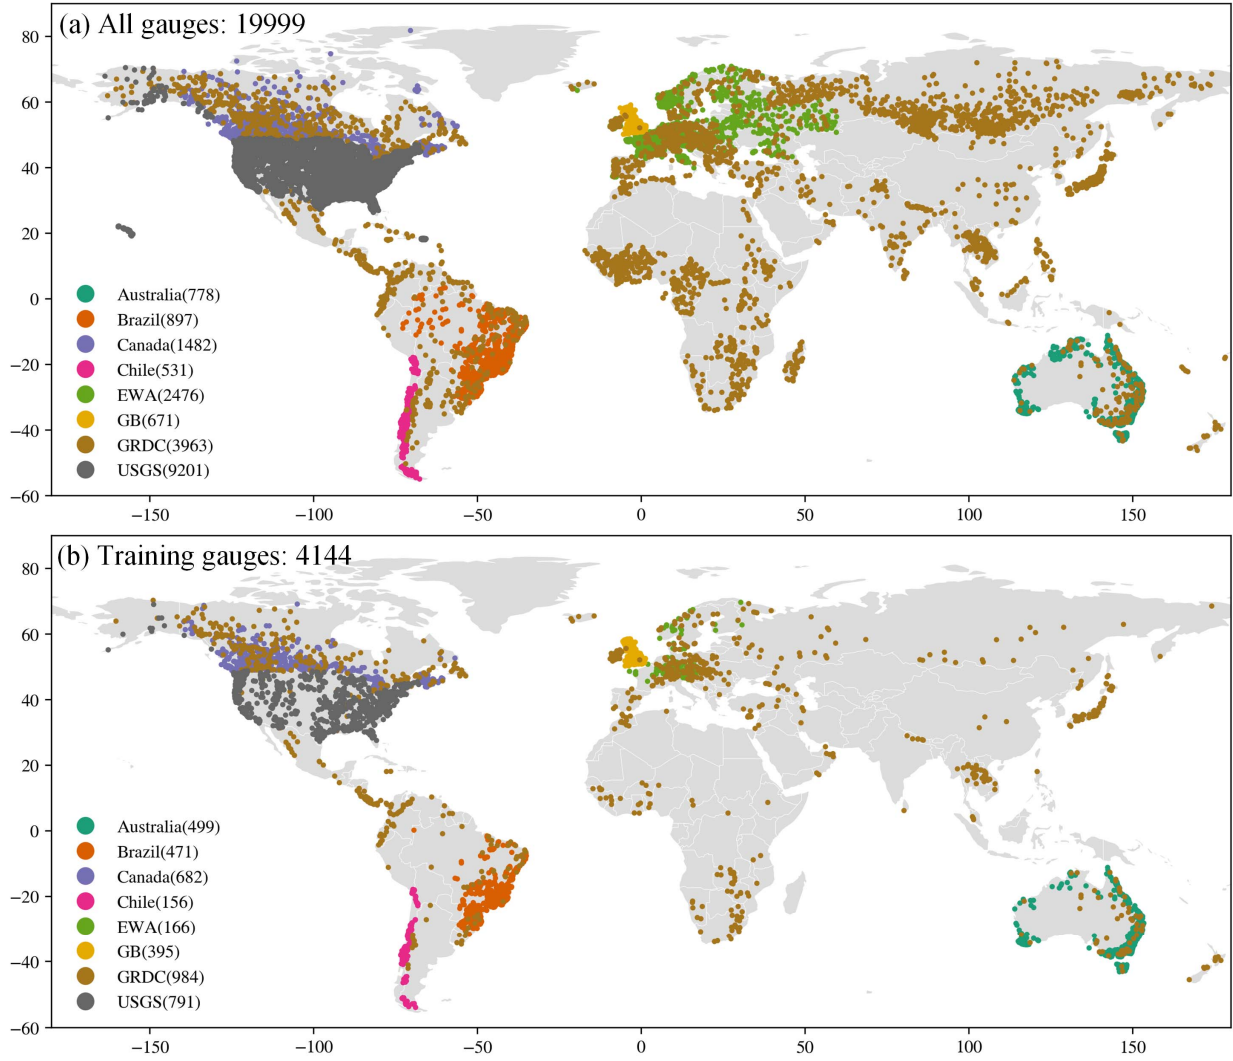 (a) All gauges: 19999
80
60
40
20
0
−20
−40
−60
Australia(778)
Brazil(897)
Canada(1482)
Chile(531)
EWA(2476)
GB(671)
GRDC(3963)
USGS(9201)
−150 −100 −50 0 50 100 150
(b) Training gauges: 4144
80
60
40
20
0
−20
−40
−60
Australia(499)
Brazil(471)
Canada(682)
Chile(156)
EWA(166)
GB(395)
GRDC(984)
USGS(791)
−150 −100 −50 0 50 100 150